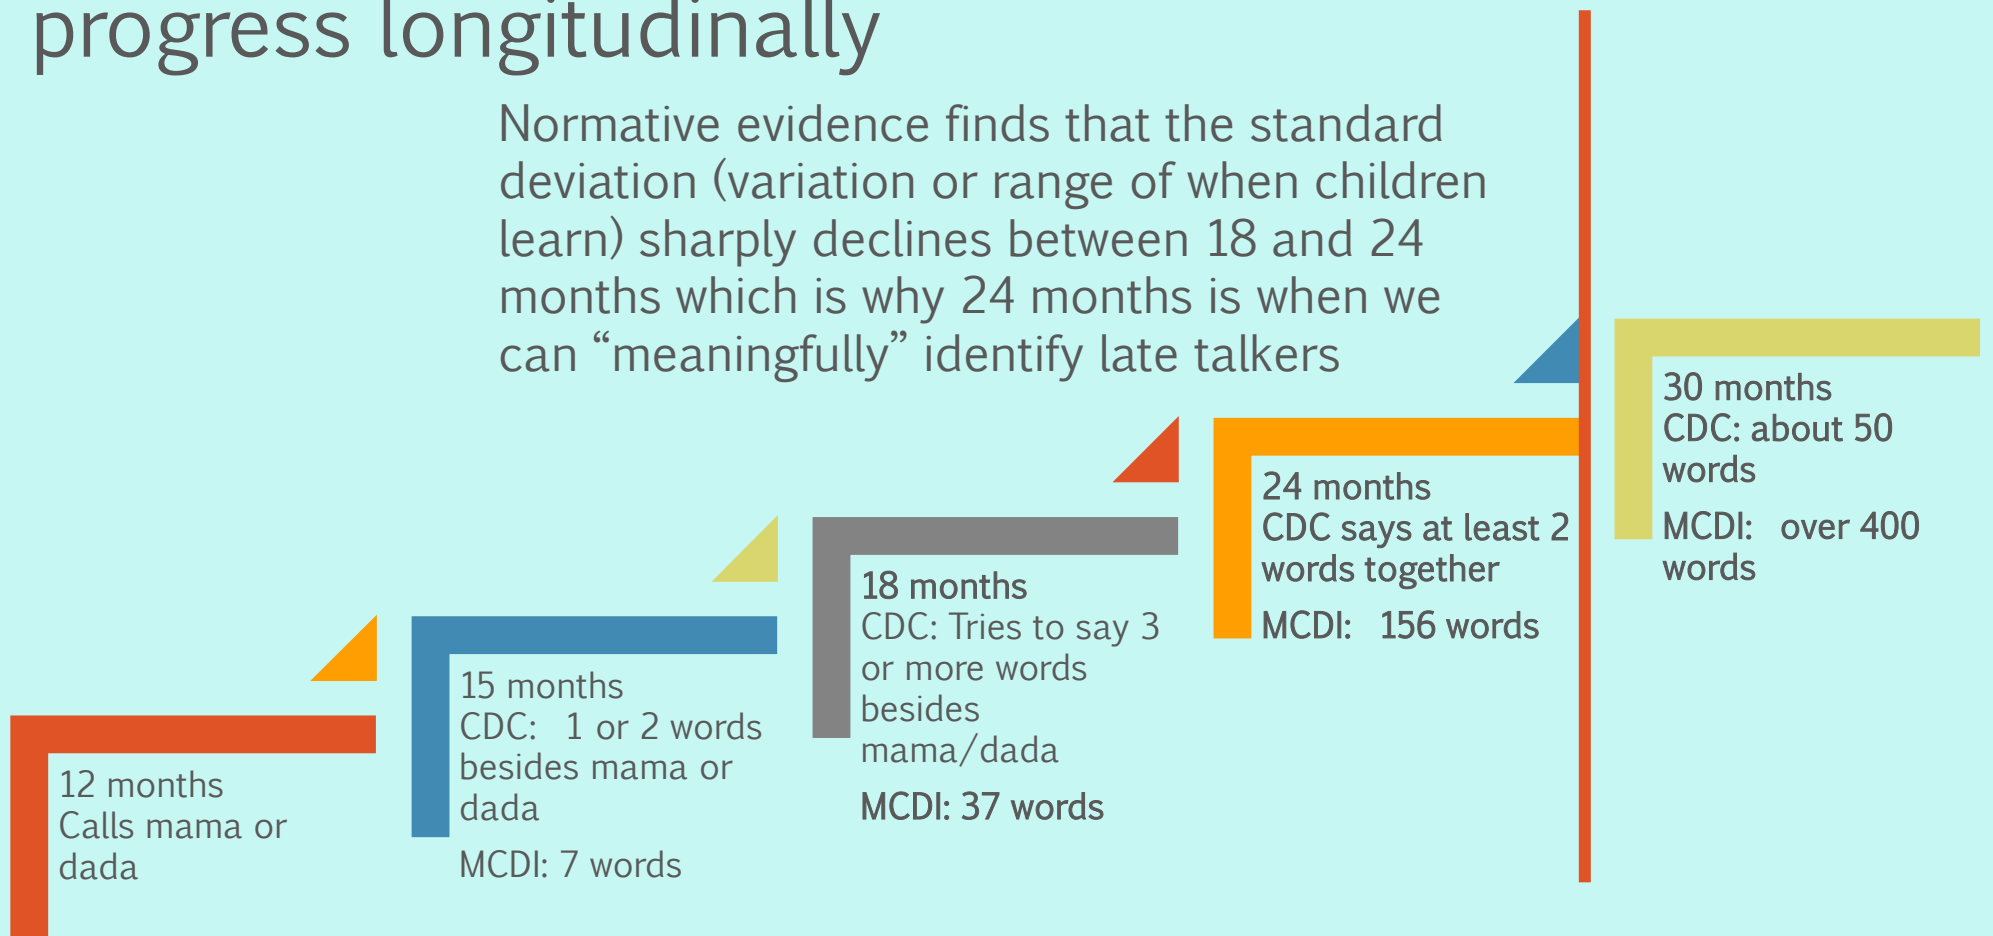 progress longitudinally
Normative evidence finds that the standard
deviation (variation or range of when children
learn) sharply declines between 18 and 24
months which is why 24 months is when we
can “meaningfully” identify late talkers
12 months
Calls mama or
dada
15 months
CDC: 1 or 2 words
besides mama or
dada
MCDI: 7 words
18 months
CDC: Tries to say 3
or more words
besides
mama/dada
MCDI: 37 words
24 months
CDC says at least 2
words together
MCDI: 156 words
30 months
CDC: about 50
words
MCDI: over 400
words